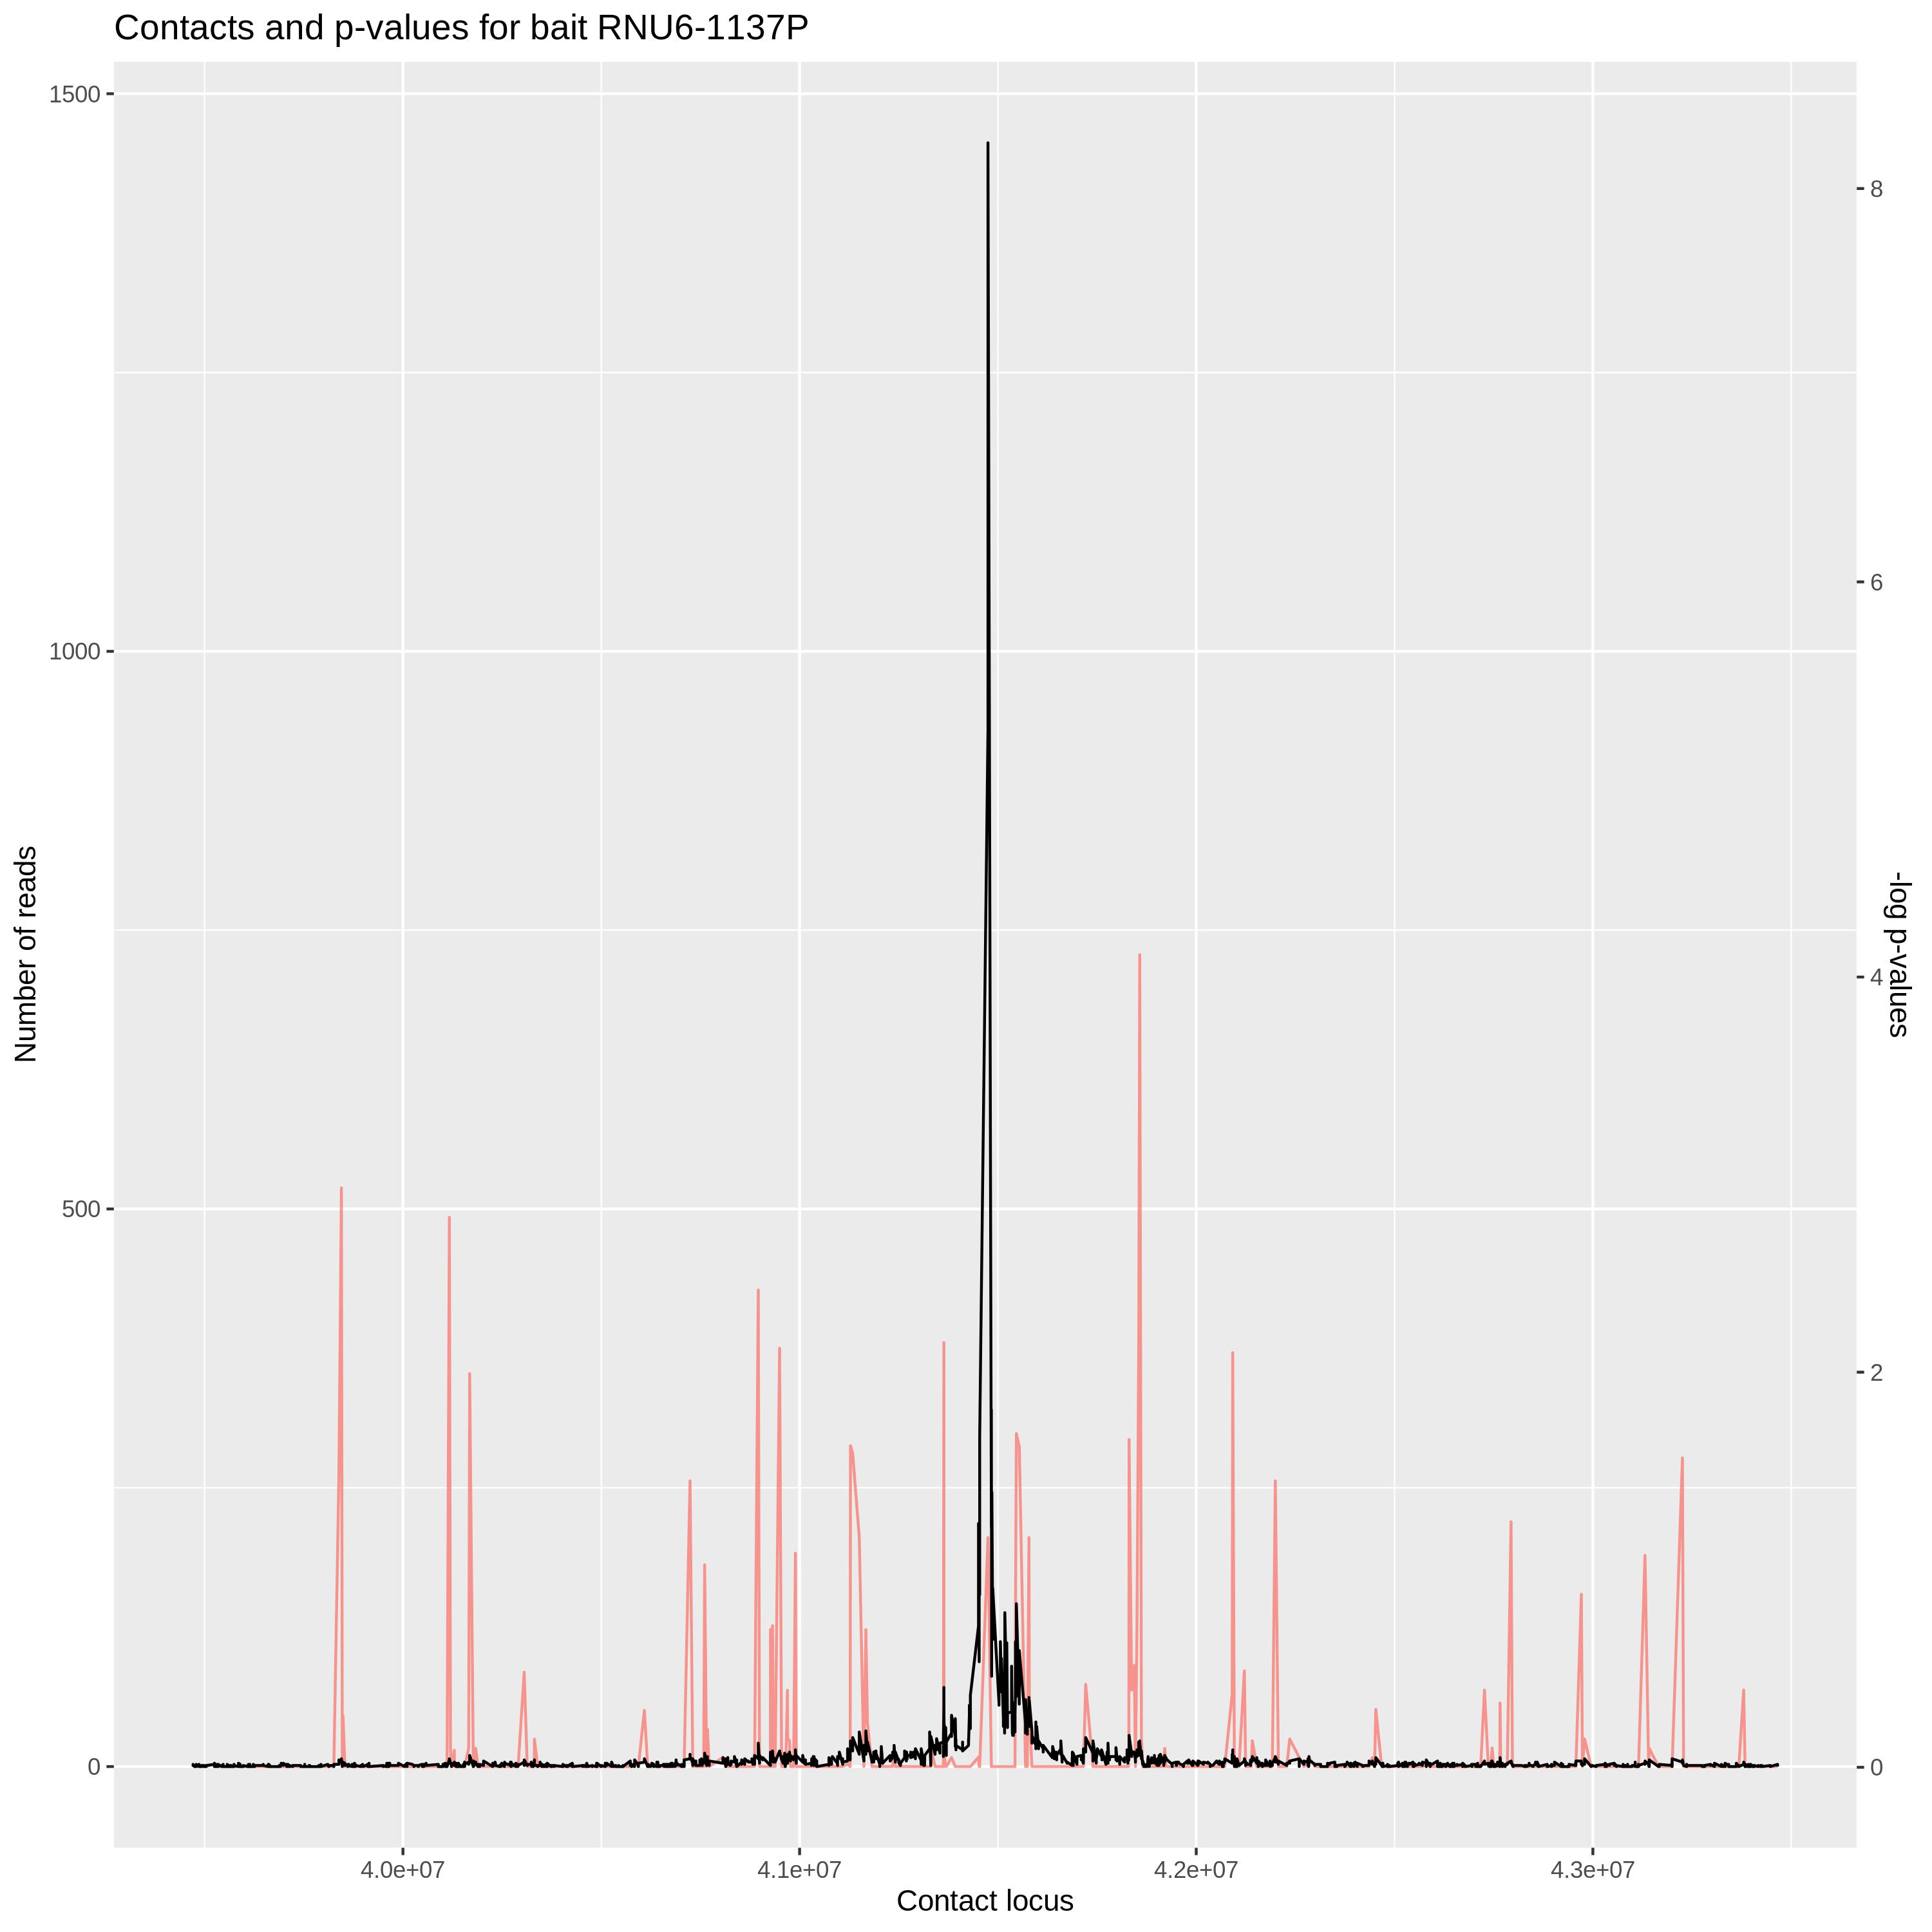 Contacts and p-values for bait RNU6-1137P
1500
1000
500
0
Number of reads
8
6
4
2
0
-log p-values
4.0e+07
4.1e+07
4.2e+07
4.3e+07
Contact locus